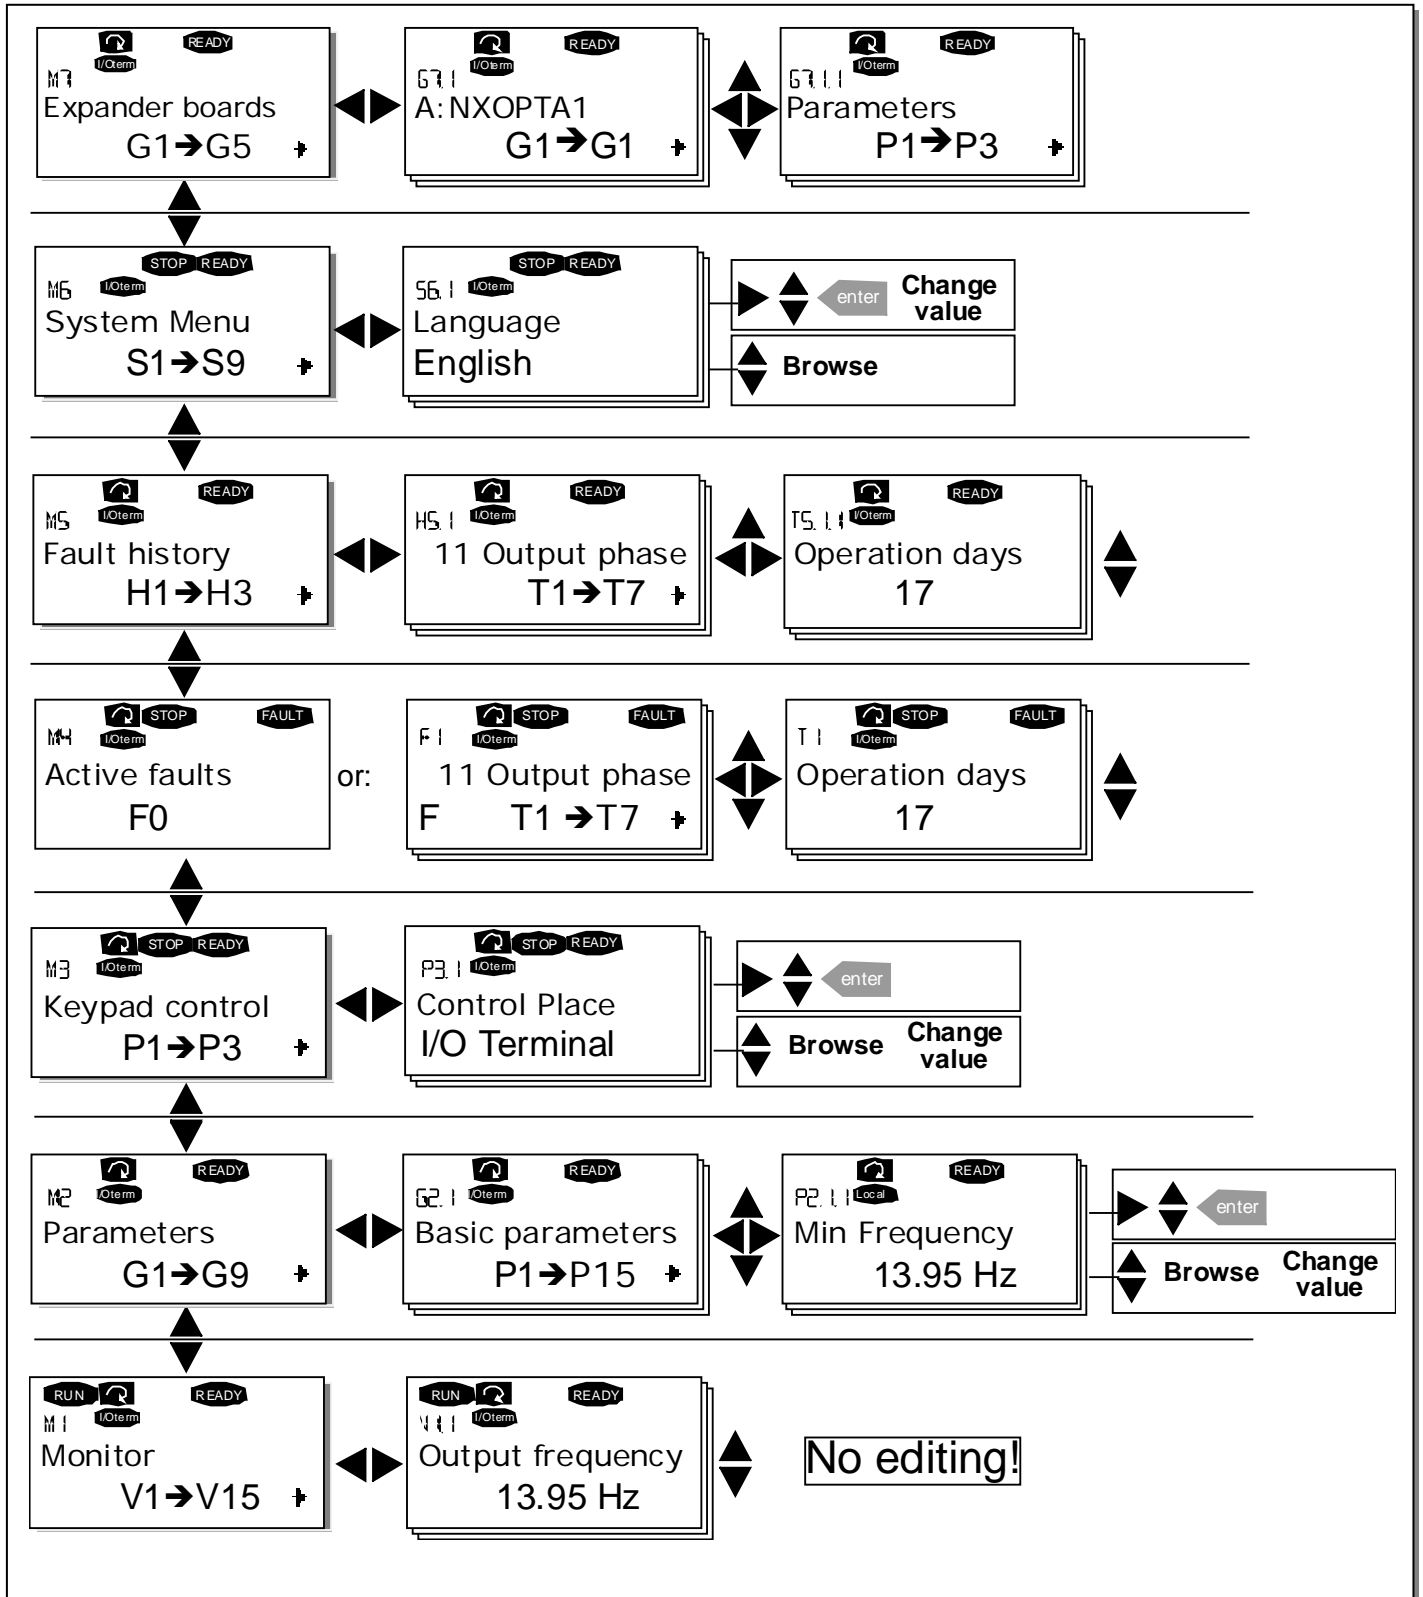 READY
I/Oterm
M7
Expander boards
G1➔G5
READY
I/Oterm
G7.1
A:NXOPTA1
G1➔G1
READY
I/Oterm
G7.1.1
Parameters
P1➔P3
STOP READY
M6 I/Oterm
System Menu
S1➔S9
STOP READY
S6.1 I/Oterm
Language
English
enter
Change
value
Browse
READY
M5 I/Oterm
Fault history
H1➔H3
READY
H5.1 I/Oterm
11 Output phase
T1➔T7
READY
T5.1.1 I/Oterm
Operation days
17
STOP FAULT
M4 I/Oterm
Active faults
F0
or:
STOP FAULT
F1 I/Oterm
11 Output phase
F T1➔T7
STOP FAULT
T1 I/Oterm
Operation days
17
STOP READY
M3 I/Oterm
Keypad control
P1➔P3
STOP READY
P3.1 I/Oterm
Control Place
I/O Terminal
enter
Browse
Change
value
READY
M2 I/Oterm
Parameters
G1➔G9
READY
G2.1 I/Oterm
Basic parameters
P1➔P15
READY
P2.1.1 Local
Min Frequency
13.95 Hz
enter
Browse
Change
value
RUN READY
M1 I/Oterm
Monitor
V1➔V15
RUN READY
V1.1 I/Oterm
Output frequency
13.95 Hz
No editing!